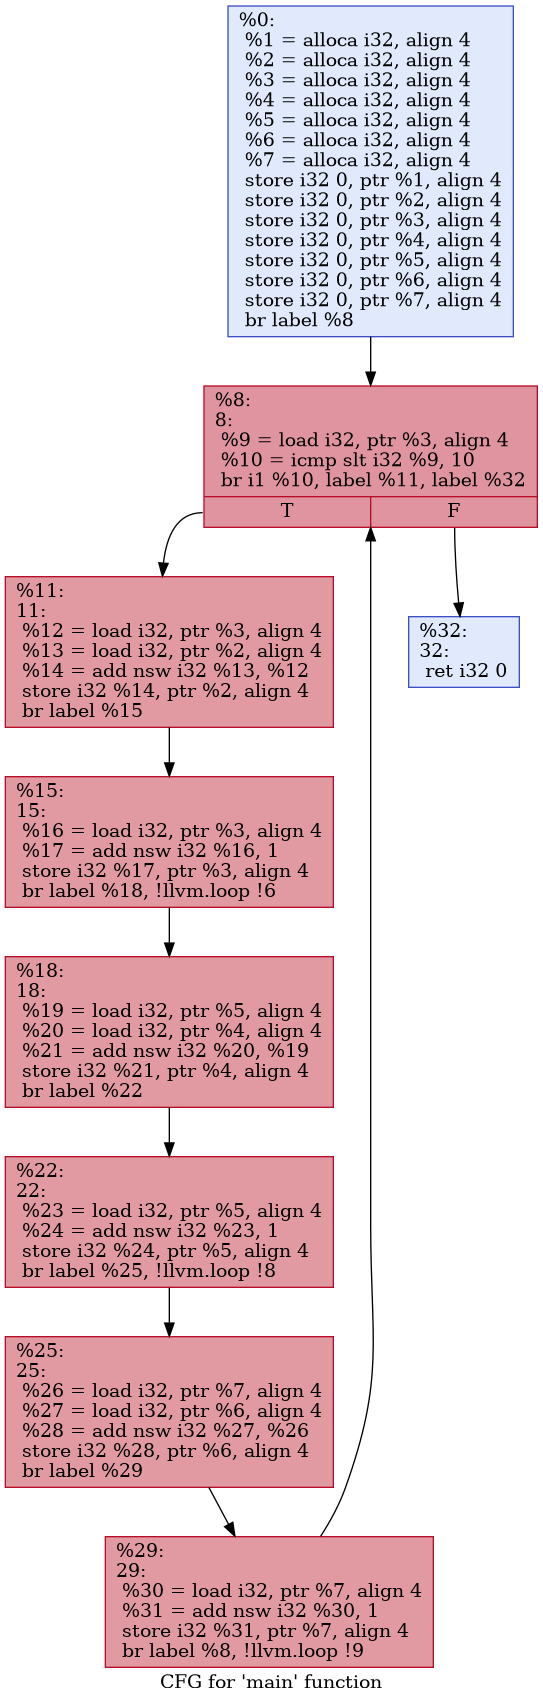 %0:
%1 = alloca i32, align 4
%2 = alloca i32, align 4
%3 = alloca i32, align 4
%4 = alloca i32, align 4
%5 = alloca i32, align 4
%6 = alloca i32, align 4
%7 = alloca i32, align 4
store i32 0, ptr %1, align 4
store i32 0, ptr %2, align 4
store i32 0, ptr %3, align 4
store i32 0, ptr %4, align 4
store i32 0, ptr %5, align 4
store i32 0, ptr %6, align 4
store i32 0, ptr %7, align 4
br label %8
%8:
8:
%9 = load i32, ptr %3, align 4
%10 = icmp slt i32 %9, 10
br i1 %10, label %11, label %32
T
F
%11:
11:
%12 = load i32, ptr %3, align 4
%13 = load i32, ptr %2, align 4
%14 = add nsw i32 %13, %12
store i32 %14, ptr %2, align 4
br label %15
%32:
32:
ret i32 0
%15:
15:
%16 = load i32, ptr %3, align 4
%17 = add nsw i32 %16, 1
store i32 %17, ptr %3, align 4
br label %18, !llvm.loop !6
%18:
18:
%19 = load i32, ptr %5, align 4
%20 = load i32, ptr %4, align 4
%21 = add nsw i32 %20, %19
store i32 %21, ptr %4, align 4
br label %22
%22:
22:
%23 = load i32, ptr %5, align 4
%24 = add nsw i32 %23, 1
store i32 %24, ptr %5, align 4
br label %25, !llvm.loop !8
%25:
25:
%26 = load i32, ptr %7, align 4
%27 = load i32, ptr %6, align 4
%28 = add nsw i32 %27, %26
store i32 %28, ptr %6, align 4
br label %29
%29:
29:
%30 = load i32, ptr %7, align 4
%31 = add nsw i32 %30, 1
store i32 %31, ptr %7, align 4
br label %8, !llvm.loop !9
CFG for 'main' function